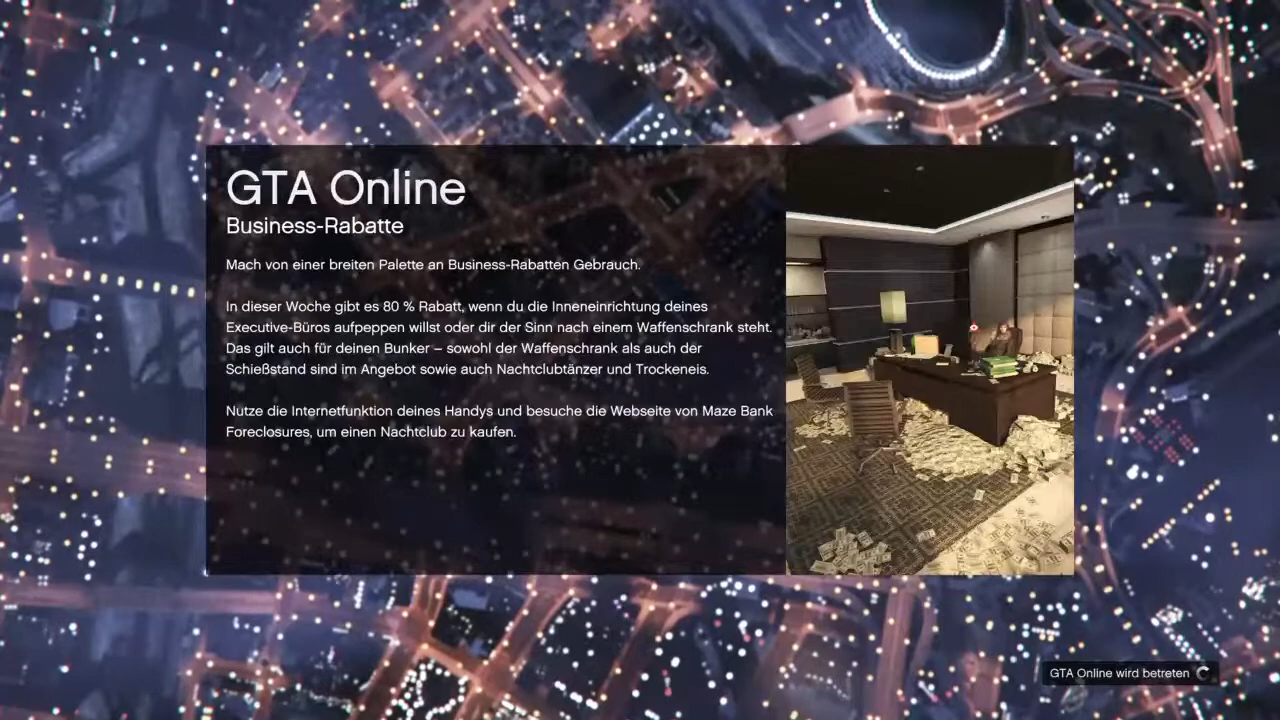 GTA Online
Business-Rabatte
Mach von einer breiten Palette an Business-Rabatten Gebrauch.
In dieser Woche gibt es 80 % Rabatt, wenn du die Inneneinrichtung deines
Executive-Büros aufpeppen willst oder dir der Sinn nach einem Waffenschrank steht.
Das gilt auch für deinen Bunker – sowohl der Waffenschrank als auch der
Schießstand sind im Angebot sowie auch Nachtclubtänzer und Trockeneis.
Nutze die Internetfunktion deines Handys und besuche die Webseite von Maze Bank
Foreclosures, um einen Nachtclub zu kaufen.
GTA Online wird betreten